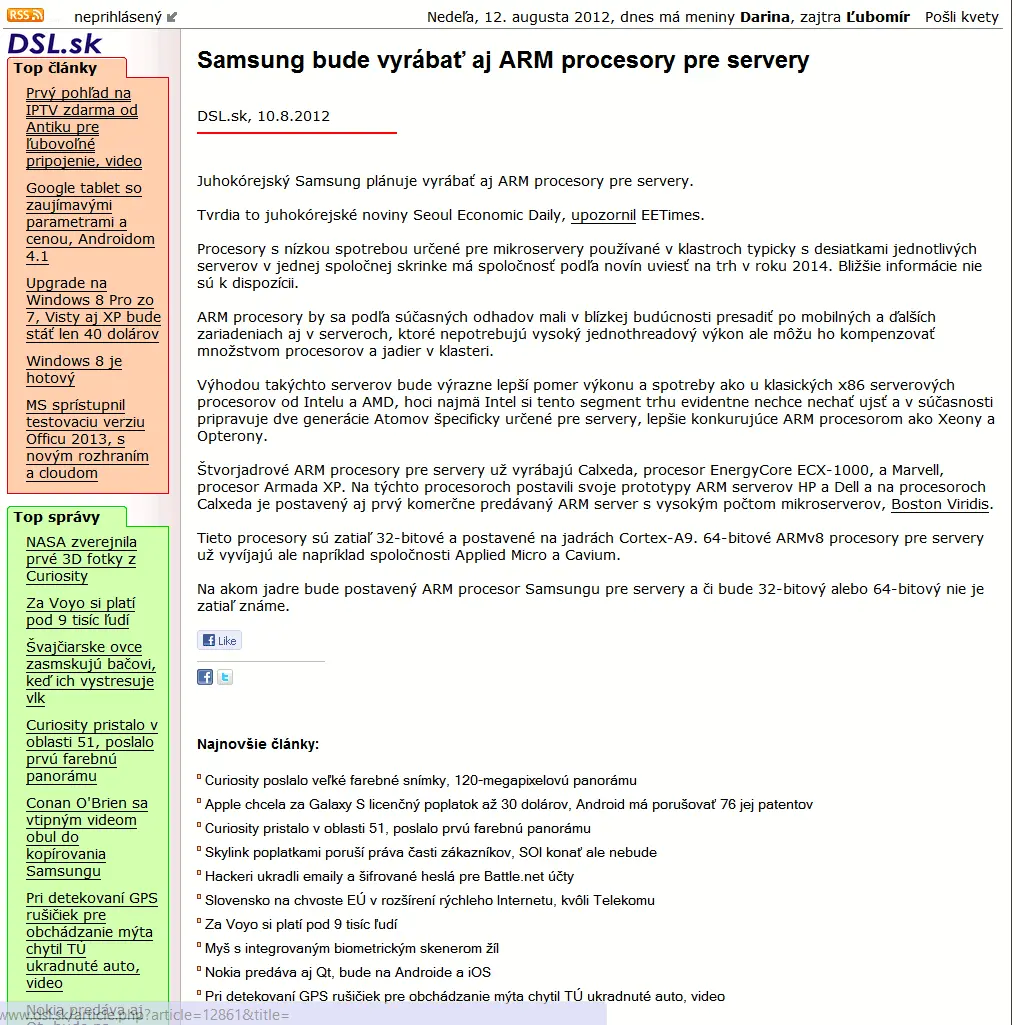 RSS neprihlásený
Nedeľa, 12. augusta 2012, dnes má meniny Darina, zajtra Ľubomír Pošli kvety
DSL.sk
Top články
Prvý pohľad na
IPTV zdarma od
Antiku pre
ľubovoľné
pripojenie, video
Google tablet so
zaujímavými
parametrami a
cenou, Androidom
4.1
Upgrade na
Windows 8 Pro zo
7, Visty aj XP bude
stáť len 40 dolárov
Windows 8 je
hotový
MS sprístupnil
testovaciu verziu
Officu 2013, s
novým rozhraním
a cloudom
Top správy
NASA zverejnila
prvé 3D fotky z
Curiosity
Za Voyo si platí
pod 9 tisíc ľudí
Švajčiarske ovce
zasmskujú bačovi,
keď ich vystresuje
vlk
Curiosity pristalo v
oblasti 51, poslalo
prvú farebnú
panorámu
Conan O'Brien sa
vtipným videom
obul do
kopírovania
Samsungu
Pri detekovaní GPS
rušičiek pre
obchádzanie mýta
chytil TÚ
ukradnuté auto,
video
Nokia predáva aj
Qt, bude na
www.dsl.sk/article.php?article=12861&title=
Samsung bude vyrábať aj ARM procesory pre servery
DSL.sk, 10.8.2012
Juhokórejský Samsung plánuje vyrábať aj ARM procesory pre servery.
Tvrdia to juhokórejské noviny Seoul Economic Daily, upozornil EETimes.
Procesory s nízkou spotrebou určené pre mikroservery používané v klastroch typicky s desiatkami jednotlivých
serverov v jednej spoločnej skrinke má spoločnosť podľa novín uviesť na trh v roku 2014. Bližšie informácie nie
sú k dispozícii.
ARM procesory by sa podľa súčasných odhadov mali v blízkej budúcnosti presadiť po mobilných a ďalších
zariadeniach aj v serveroch, ktoré nepotrebujú vysoký jednothreadový výkon ale môžu ho kompenzovať
množstvom procesorov a jadier v klasteri.
Výhodou takýchto serverov bude výrazne lepší pomer výkonu a spotreby ako u klasických x86 serverových
procesorov od Intelu a AMD, hoci najmä Intel si tento segment trhu evidentne nechce nechať ujsť a v súčasnosti
pripravuje dve generácie Atomov špecificky určené pre servery, lepšie konkurujúce ARM procesorom ako Xeony a
Opterony.
Štvorjadrové ARM procesory pre servery už vyrábajú Calxeda, procesor EnergyCore ECX-1000, a Marvell,
procesor Armada XP. Na týchto procesoroch postavili svoje prototypy ARM serverov HP a Dell a na procesoroch
Calxeda je postavený aj prvý komerčne predávaný ARM server s vysokým počtom mikroserverov, Boston Viridis.
Tieto procesory sú zatiaľ 32-bitové a postavené na jadrách Cortex-A9. 64-bitové ARMv8 procesory pre servery
už vyvíjajú ale napríklad spoločnosti Applied Micro a Cavium.
Na akom jadre bude postavený ARM procesor Samsungu pre servery a či bude 32-bitový alebo 64-bitový nie je
zatiaľ známe.
Like
Najnovšie články:
Curiosity poslalo veľké farebné snímky, 120-megapixelovú panorámu
Apple chcela za Galaxy S licenčný poplatok až 30 dolárov, Android má porušovať 76 jej patentov
Curiosity pristalo v oblasti 51, poslalo prvú farebnú panorámu
Skylink poplatkami poruší práva časti zákazníkov, SOI konať ale nebude
Hackeri ukradli emaily a šifrované heslá pre Battle.net účty
Slovensko na chvoste EÚ v rozšírení rýchleho Internetu, kvôli Telekomu
Za Voyo si platí pod 9 tisíc ľudí
Myš s integrovaným biometrickým skenerom žíl
Nokia predáva aj Qt, bude na Androide a iOS
Pri detekovaní GPS rušičiek pre obchádzanie mýta chytil TÚ ukradnuté auto, video